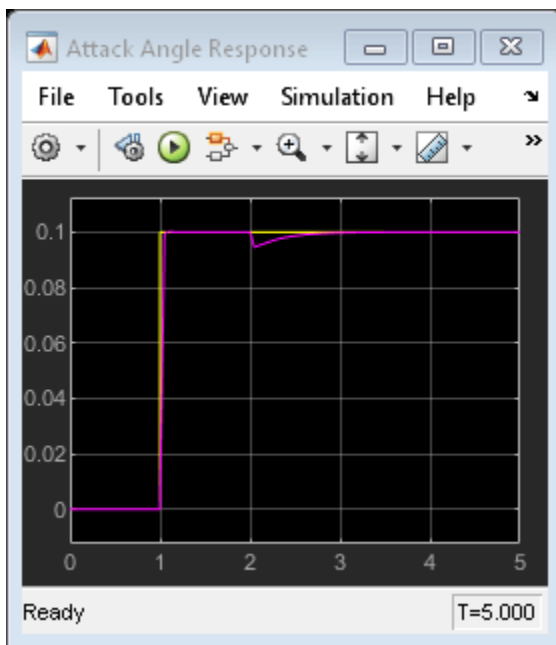 Attack Angle Response
File Tools View Simulation Help
0.1
0.08
0.06
0.04
0.02
0
0 1 2 3 4 5
Ready T=5.000